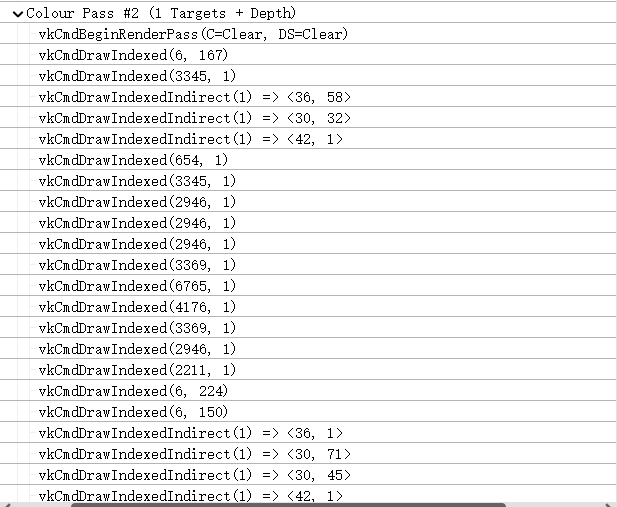 Colour Pass #2 (1 Targets + Depth)
vkCmdBeginRenderPass(C=Clear, DS=Clear)
vkCmdDrawIndexed(6, 167)
vkCmdDrawIndexed(3345, 1)
vkCmdDrawIndexedIndirect(1) => <36, 58>
vkCmdDrawIndexedIndirect(1) => <30, 32>
vkCmdDrawIndexedIndirect(1) => <42, 1>
vkCmdDrawIndexed(654, 1)
vkCmdDrawIndexed(3345, 1)
vkCmdDrawIndexed(2946, 1)
vkCmdDrawIndexed(2946, 1)
vkCmdDrawIndexed(2946, 1)
vkCmdDrawIndexed(3369, 1)
vkCmdDrawIndexed(6765, 1)
vkCmdDrawIndexed(4176, 1)
vkCmdDrawIndexed(3369, 1)
vkCmdDrawIndexed(2946, 1)
vkCmdDrawIndexed(2211, 1)
vkCmdDrawIndexed(6, 224)
vkCmdDrawIndexed(6, 150)
vkCmdDrawIndexedIndirect(1) => <36, 1>
vkCmdDrawIndexedIndirect(1) => <30, 71>
vkCmdDrawIndexedIndirect(1) => <30, 45>
vkCmdDrawIndexedIndirect(1) => <42, 1>